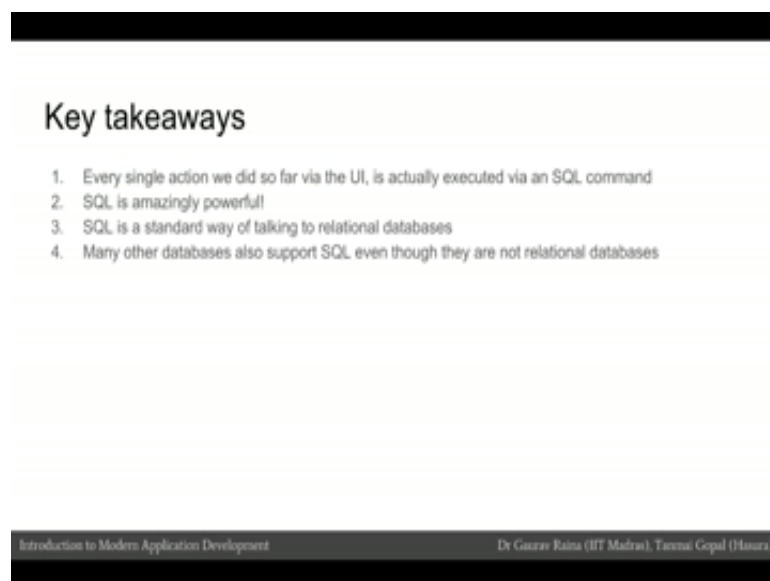 Key takeaways
1. Every single action we did so far via the UI, is actually executed via an SQL command
2. SQL is amazingly powerful!
3. SQL is a standard way of talking to relational databases
4. Many other databases also support SQL even though they are not relational databases
Introduction to Modern Application Development
Dr Gaurav Raina (IIT Madras), Tanmai Gopal (Hasura